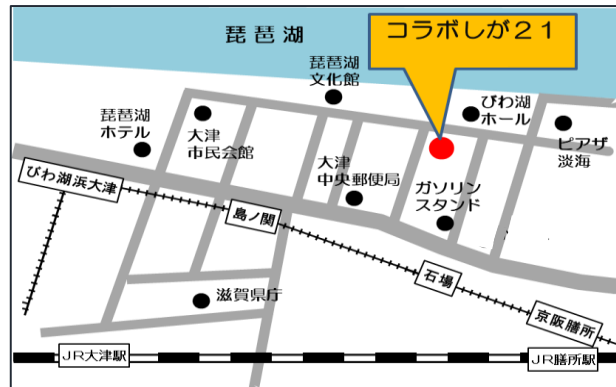 琵琶湖
コラボしが２１
琵琶湖
文化館
琵琶湖
ホテル
大津
市民会館
びわ湖
ホール
ピアザ
淡海
大津
中央郵便局
ガソリン
スタンド
びわ湖浜大津
島ノ関
石場
京阪膳所
滋賀県庁
JR大津駅
JR膳所駅